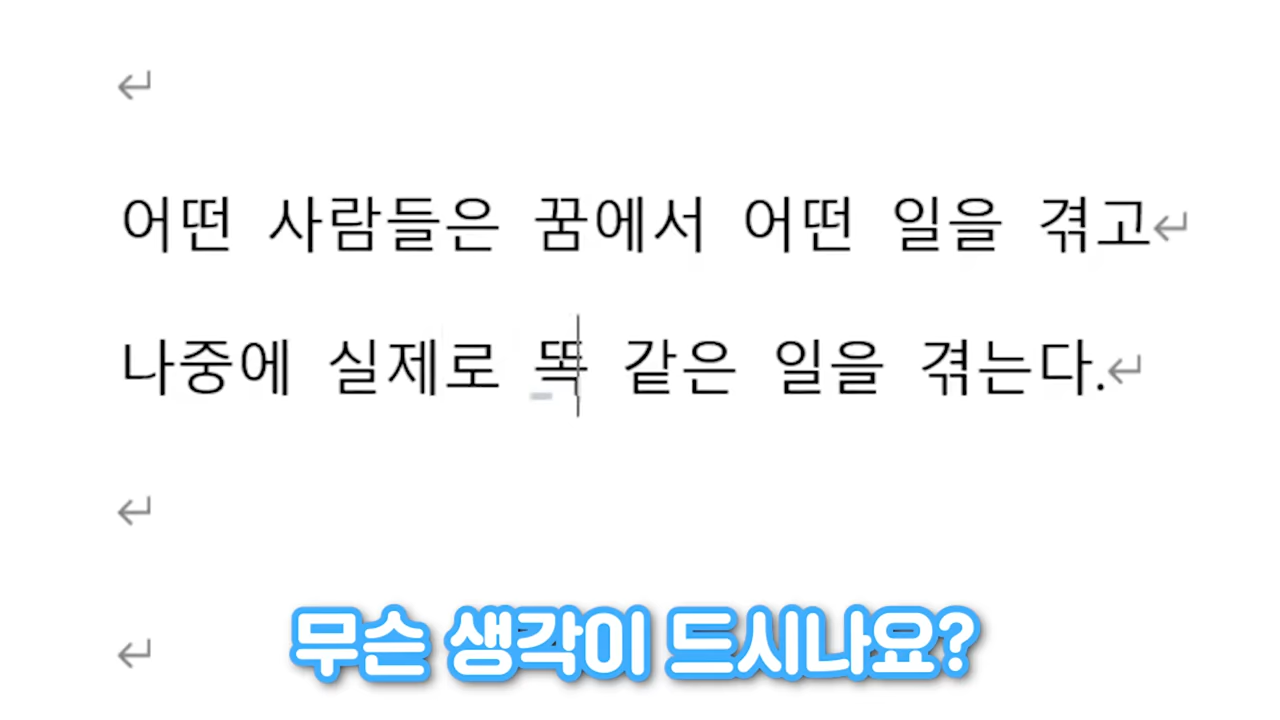 어떤 사람들은 꿈에서 어떤 일을 겪고
나중에 실제로 똑 같은 일을 겪는다.
무슨 생각이 드시나요?